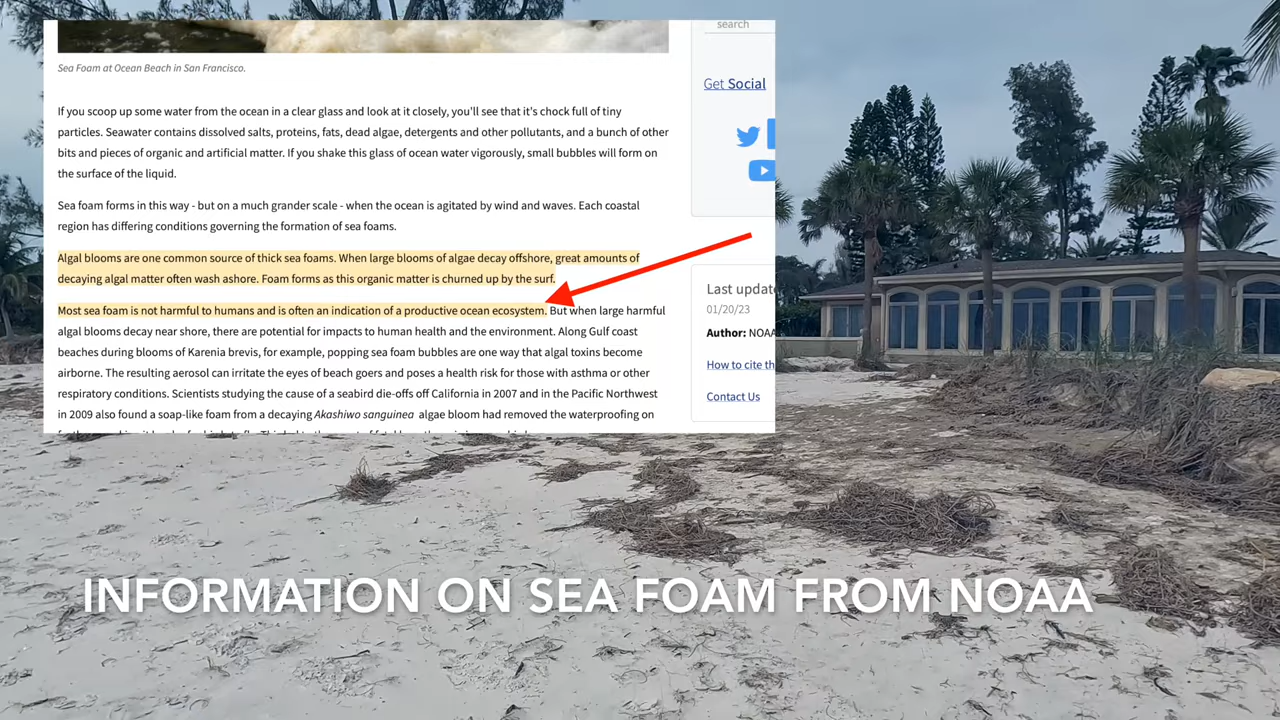 Sea Foam at Ocean Beach in San Francisco.
If you scoop up some water from the ocean in a clear glass and look at it closely, you'll see that it's chock full of tiny
particles. Seawater contains dissolved salts, proteins, fats, dead algae, detergents and other pollutants, and a bunch of other
bits and pieces of organic and artificial matter. If you shake this glass of ocean water vigorously, small bubbles will form on
the surface of the liquid.
Sea foam forms in this way - but on a much grander scale - when the ocean is agitated by wind and waves. Each coastal
region has differing conditions governing the formation of sea foams.
Algal blooms are one common source of thick sea foams. When large blooms of algae decay offshore, great amounts of
decaying algal matter often wash ashore. Foam forms as this organic matter is churned up by the surf.
Most sea foam is not harmful to humans and is often an indication of a productive ocean ecosystem. But when large harmful
algal blooms decay near shore, there are potential for impacts to human health and the environment. Along Gulf coast
beaches during blooms of Karenia brevis, for example, popping sea foam bubbles are one way that algal toxins become
airborne. The resulting aerosol can irritate the eyes of beach goers and poses a health risk for those with asthma or other
respiratory conditions. Scientists studying the cause of a seabird die-offs off California in 2007 and in the Pacific Northwest
in 2009 also found a soap-like foam from a decaying Akashiwo sanguinea algae bloom had removed the waterproofing on
search
Get Social
Last update
01/20/23
Author: NOAA
How to cite th
Contact Us
INFORMATION ON SEA FOAM FROM NOAA